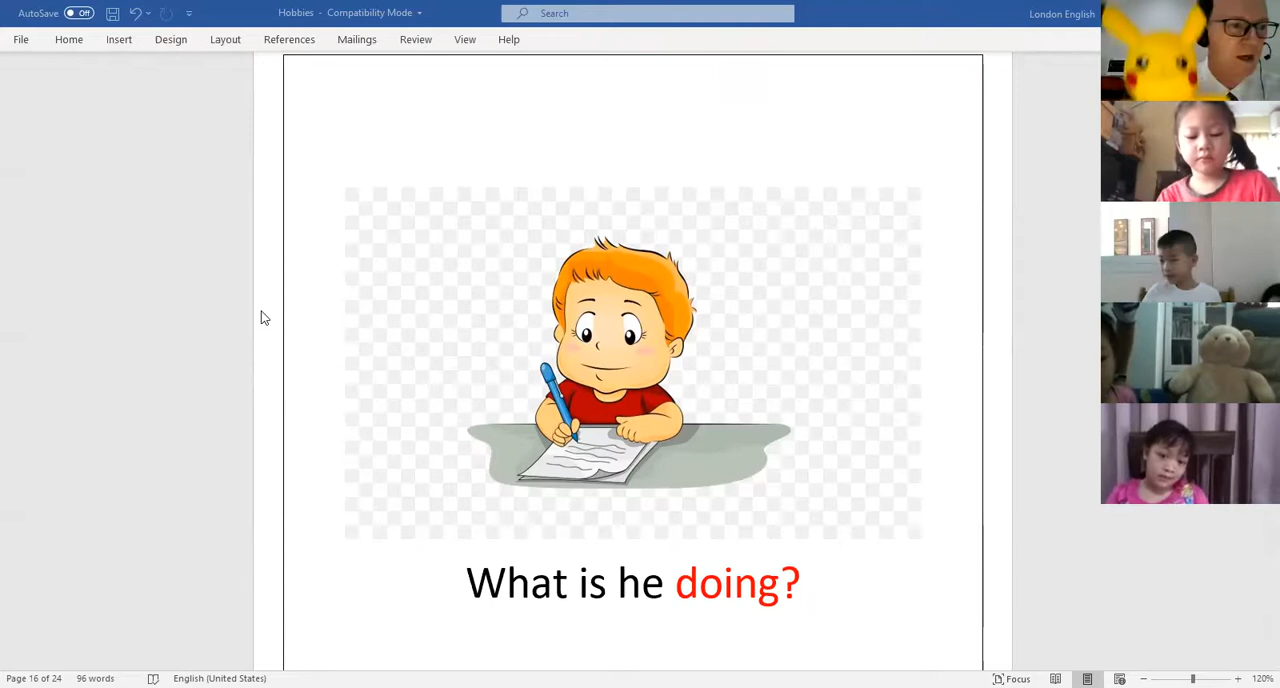 AutoSave Off Hobbies - Compatibility Mode Search London English
File Home Insert Design Layout References Mailings Review View Help
What is he doing?
Page 16 of 24 96 words English (United States) Focus 120%